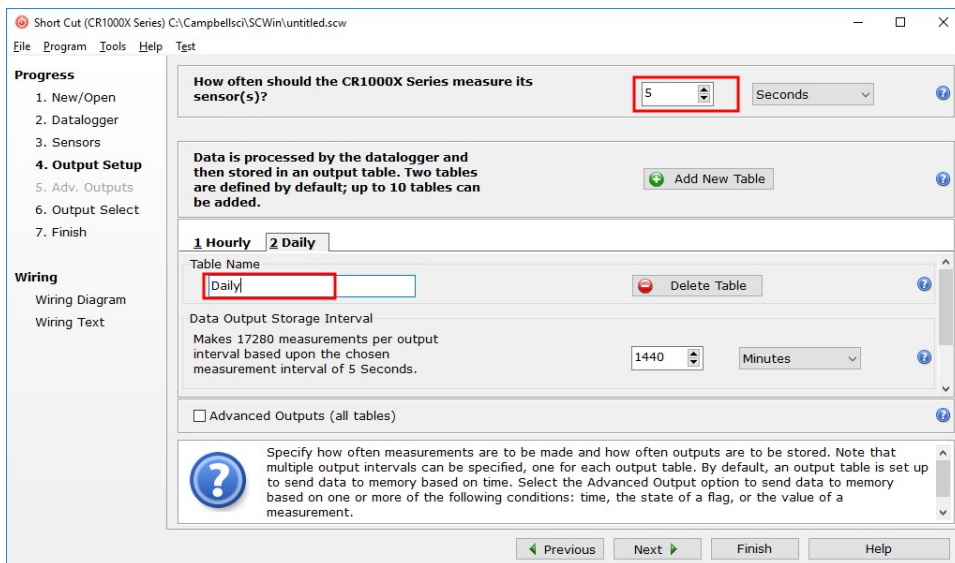 Short Cut (CR1000X Series) C:\Campbellsci\SCWin\untitled.scw
File Program Tools Help Test
Progress
1. New/Open
2. Datalogger
3. Sensors
4. Output Setup
5. Adv. Outputs
6. Output Select
7. Finish
Wiring
Wiring Diagram
Wiring Text
How often should the CR1000X Series measure its
sensor(s)?
5
Seconds
Data is processed by the datalogger and
then stored in an output table. Two tables
are defined by default; up to 10 tables can
be added.
Add New Table
1 Hourly
2 Daily
Table Name
Daily
Delete Table
Data Output Storage Interval
Makes 17280 measurements per output
interval based upon the chosen
measurement interval of 5 Seconds.
1440
Minutes
Advanced Outputs (all tables)
Specify how often measurements are to be made and how often outputs are to be stored. Note that
multiple output intervals can be specified, one for each output table. By default, an output table is set up
to send data to memory based on time. Select the Advanced Output option to send data to memory
based on one or more of the following conditions: time, the state of a flag, or the value of a
measurement.
Previous
Next
Finish
Help